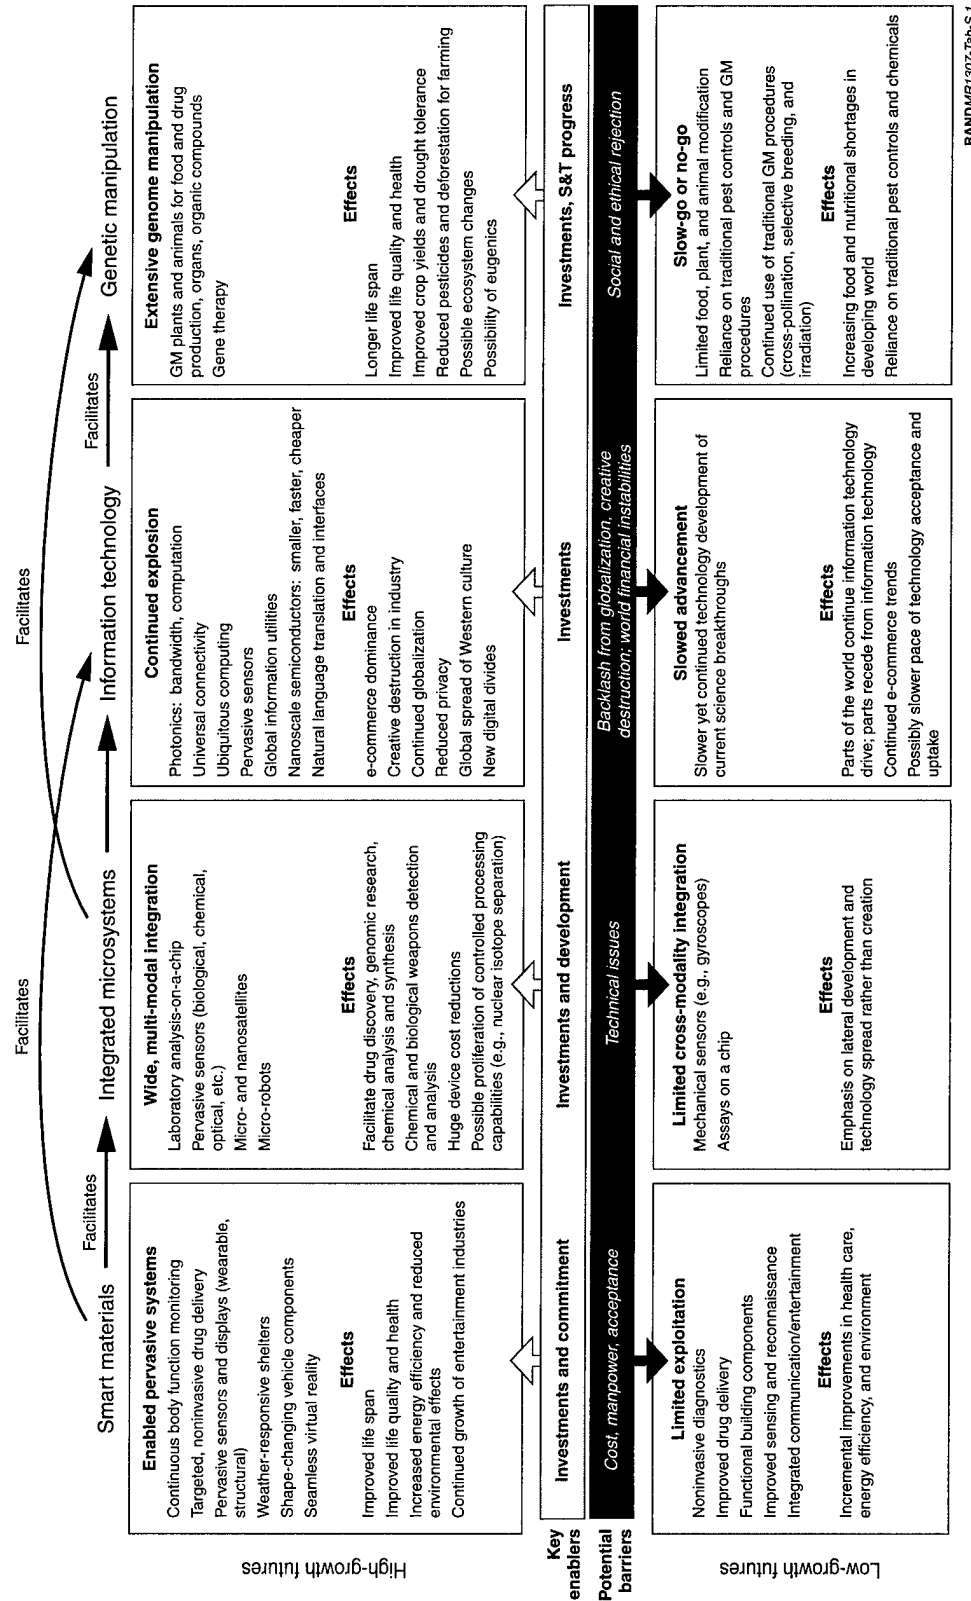 Facilitates
Facilitates
Smart materials
Facilitates
Integrated microsystems
Information technology
Facilitates
Genetic manipulation
High-growth futures
Enabled pervasive systems
Continuous body function monitoring
Targeted, noninvasive drug delivery
Pervasive sensors and displays (wearable,
structural)
Weather-responsive shelters
Shape-changing vehicle components
Seamless virtual reality
Effects
Improved life span
Improved life quality and health
Increased energy efficiency and reduced
environmental effects
Continued growth of entertainment industries
Wide, multi-modal integration
Laboratory analysis-on-a-chip
Pervasive sensors (biological, chemical,
optical, etc.)
Micro- and nanosatellites
Micro-robots
Effects
Facilitate drug discovery, genomic research,
chemical analysis and synthesis
Chemical and biological weapons detection
and analysis
Huge device cost reductions
Possible proliferation of controlled processing
capabilities (e.g., nuclear isotope separation)
Continued explosion
Photonics: bandwidth, computation
Universal connectivity
Ubiquitous computing
Pervasive sensors
Global information utilities
Nanoscale semiconductors: smaller, faster, cheaper
Natural language translation and interfaces
Effects
e-commerce dominance
Creative destruction in industry
Continued globalization
Reduced privacy
Global spread of Western culture
New digital divides
Extensive genome manipulation
GM plants and animals for food and drug
production, organs, organic compounds
Gene therapy
Effects
Longer life span
Improved life quality and health
Improved crop yields and drought tolerance
Reduced pesticides and deforestation for farming
Possible ecosystem changes
Possibility of eugenics
Key
enablers
Investments and commitment
Investments and development
Investments
Investments, S&T progress
Potential
barriers
Cost, manpower, acceptance
Technical issues
Backlash from globalization, creative
destruction; world financial instabilities
Social and ethical rejection
Low-growth futures
Limited exploitation
Noninvasive diagnostics
Improved drug delivery
Functional building components
Improved sensing and reconnaissance
Integrated communication/entertainment
Effects
Incremental improvements in health care,
energy efficiency, and environment
Limited cross-modality integration
Mechanical sensors (e.g., gyroscopes)
Assays on a chip
Effects
Emphasis on lateral development and
technology spread rather than creation
Slowed advancement
Slower yet continued technology development of
current science breakthroughs
Effects
Parts of the world continue information technology
drive; parts recede from information technology
Continued e-commerce trends
Possibly slower pace of technology acceptance and
uptake
Slow-go or no-go
Limited food, plant, and animal modification
Reliance on traditional pest controls and GM
procedures
Continued use of traditional GM procedures
(cross-pollination, selective breeding, and
irradiation)
Effects
Increasing food and nutritional shortages in
developing world
Reliance on traditional pest controls and chemicals
RANDMR1307-Tab-S.1